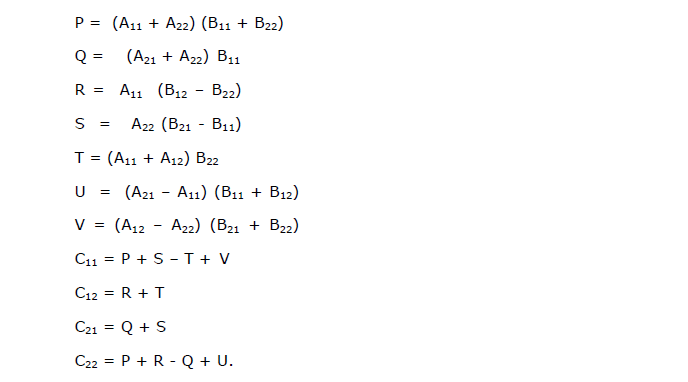 P = (A₁₁ + A₂₂) (B₁₁ + B₂₂)
Q = (A₂₁ + A₂₂) B₁₁
R = A₁₁ (B₁₂ – B₂₂)
S = A₂₂ (B₂₁ - B₁₁)
T = (A₁₁ + A₁₂) B₂₂
U = (A₂₁ – A₁₁) (B₁₁ + B₁₂)
V = (A₁₂ – A₂₂) (B₂₁ + B₂₂)
C₁₁ = P + S – T + V
C₁₂ = R + T
C₂₁ = Q + S
C₂₂ = P + R - Q + U.